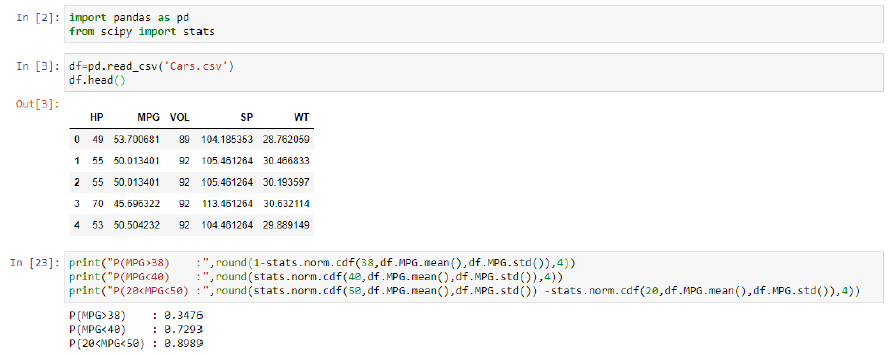 In [2]: import pandas as pd
from scipy import stats
In [3]: df=pd.read_csv('Cars.csv')
df.head()
Out[3]:
HP MPG VOL SP WT
0 49 53.700681 89 104.185353 28.762059
1 55 50.013401 92 105.461264 30.466833
2 55 50.013401 92 105.461264 30.193597
3 70 45.696322 92 113.461264 30.632114
4 53 50.504232 92 104.461264 29.889149
In [23]: print("P(MPG>38) :",round(1-stats.norm.cdf(38,df.MPG.mean(),df.MPG.std()),4))
print("P(MPG<40) :",round(stats.norm.cdf(40,df.MPG.mean(),df.MPG.std()),4))
print("P(20<MPG<50) :",round(stats.norm.cdf(50,df.MPG.mean(),df.MPG.std()) -stats.norm.cdf(20,df.MPG.mean(),df.MPG.std()),4))
P(MPG>38) : 0.3476
P(MPG<40) : 0.7293
P(20<MPG<50) : 0.8989